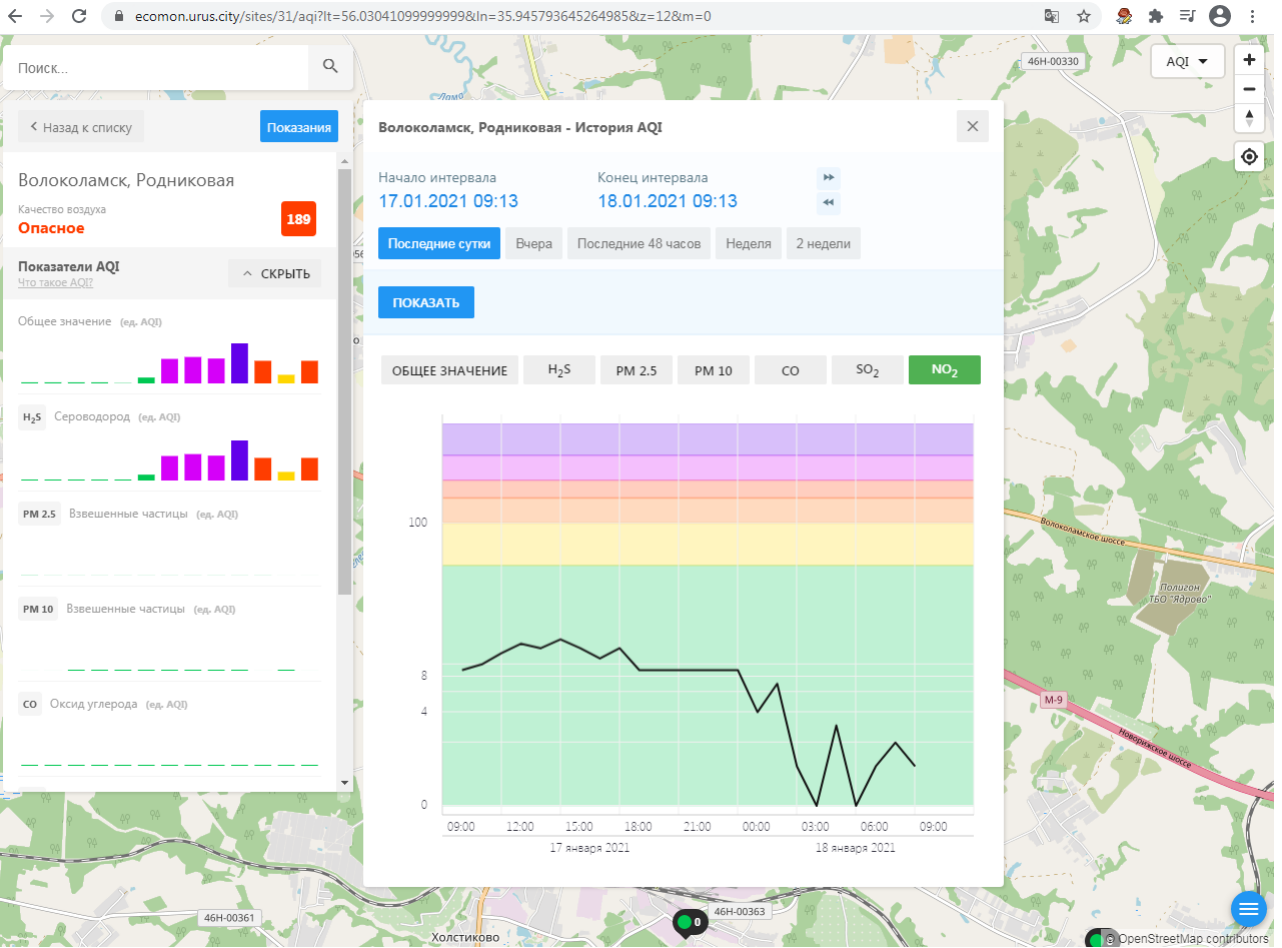 ecomon.urus.city/sites/31/aqi?lt=56.03041099999999&ln=35.945793645264985&z=12&m=0
Поиск...
46Н-00330
AQI
Назад к списку
Показания
Волоколамск, Родниковая - История AQI
Волоколамск, Родниковая
Качество воздуха
Опасное
189
Начало интервала
Конец интервала
17.01.2021 09:13
18.01.2021 09:13
Последние сутки
Вчера
Последние 48 часов
Неделя
2 недели
Показатели AQI
Что такое AQI?
СКРЫТЬ
ПОКАЗАТЬ
Общее значение (ед. AQI)
ОБЩЕЕ ЗНАЧЕНИЕ
H2S
PM 2.5
PM 10
CO
SO2
NO2
H2S Сероводород (ед. AQI)
PM 2.5 Взвешенные частицы (ед. AQI)
PM 10 Взвешенные частицы (ед. AQI)
CO Оксид углерода (ед. AQI)
100
8
4
0
09:00
12:00
15:00
18:00
21:00
00:00
03:00
06:00
09:00
17 января 2021
18 января 2021
Волоколамское шоссе
Полигон
ТБО "Ядрово"
М-9
Новорижское шоссе
46Н-00361
46Н-00363
0
Холстиково
© OpenStreetMap contributors